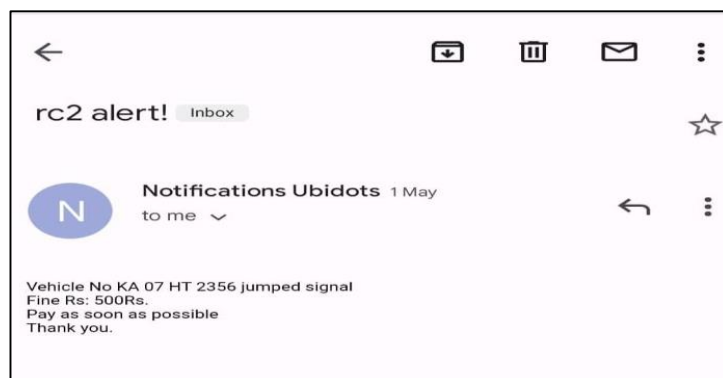 rc2 alert! Inbox
N
Notifications Ubidots 1 May
to me
Vehicle No KA 07 HT 2356 jumped signal
Fine Rs: 500Rs.
Pay as soon as possible
Thank you.